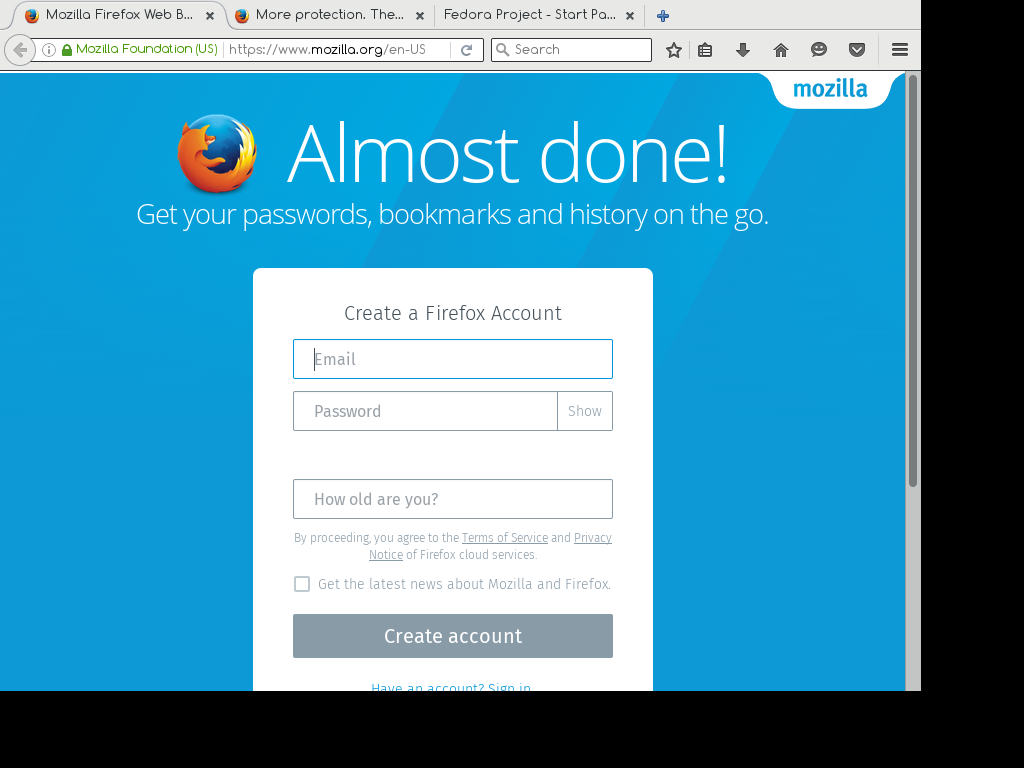 Mozilla Firefox Web B...
More protection. The...
Fedora Project - Start Pa...
Mozilla Foundation (US)
https://www.mozilla.org/en-US
Search
mozilla
Almost done!
Get your passwords, bookmarks and history on the go.
Create a Firefox Account
Email
Password
Show
How old are you?
By proceeding, you agree to the Terms of Service and Privacy
Notice of Firefox cloud services.
Get the latest news about Mozilla and Firefox.
Create account
Have an account? Sign in